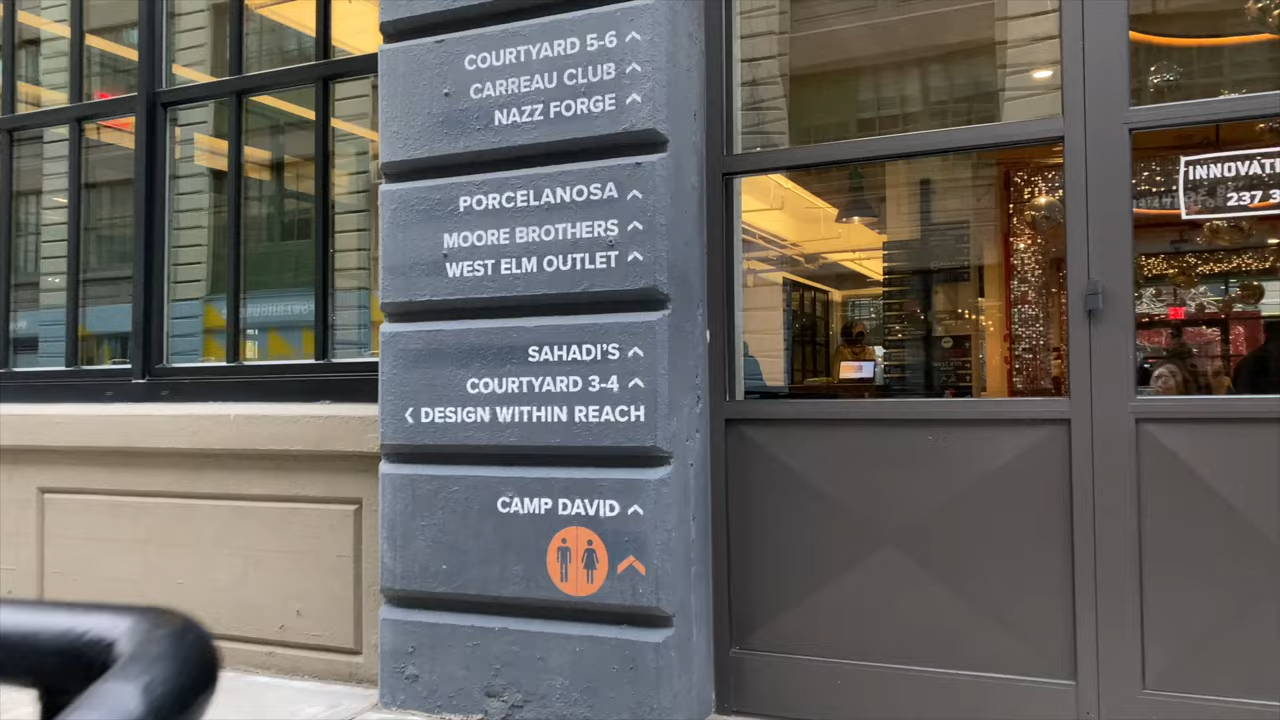 COURTYARD 5-6 ^
CARREAU CLUB ^
NAZZ FORGE ^
PORCELANOSA ^
MOORE BROTHERS ^
WEST ELM OUTLET ^
SAHADI'S ^
COURTYARD 3-4 ^
< DESIGN WITHIN REACH
CAMP DAVID ^
237